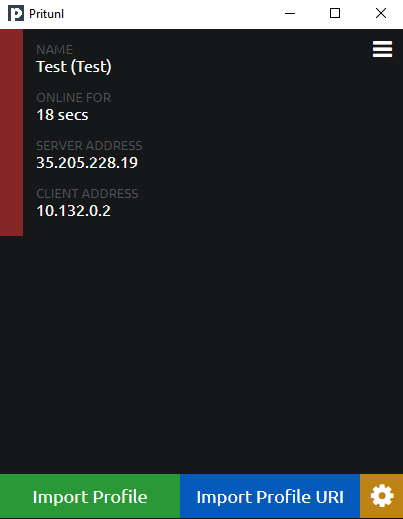 Pritunl
NAME
Test (Test)
ONLINE FOR
18 secs
SERVER ADDRESS
35.205.228.19
CLIENT ADDRESS
10.132.0.2
Import Profile
Import Profile URI